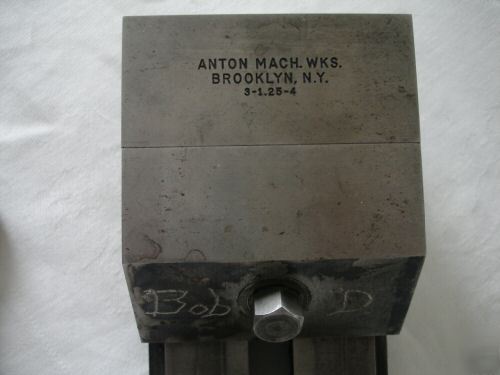 ANTON MACH. WKS.
BROOKLYN, N.Y.
3-1.25-4
Bob D.